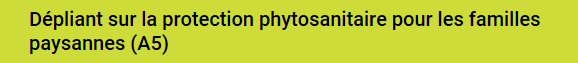 Dépliant sur la protection phytosanitaire pour les familles
paysannes (A5)